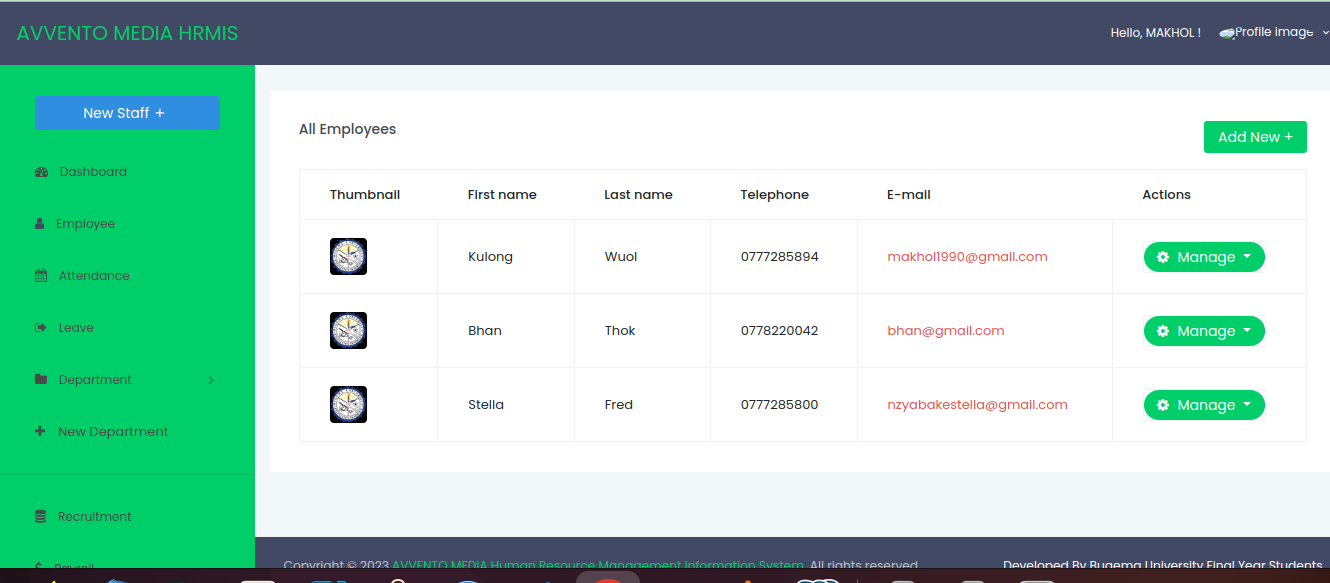 AVVENTO MEDIA HRMIS
Hello, MAKHOL !
Profile image
New Staff +
Dashboard
Employee
Attendance
Leave
Department
New Department
Recruitment
Payroll
All Employees
Add New +
Thumbnail First name Last name Telephone E-mail Actions
Kulong Wuol 0777285894 makhol1990@gmail.com Manage
Bhan Thok 0778220042 bhan@gmail.com Manage
Stella Fred 0777285800 nzyabakestella@gmail.com Manage
Copyright © 2023 AVVENTO MEDIA Human Resource Management Information System. All rights reserved.
Developed By Bugema University Final Year Students